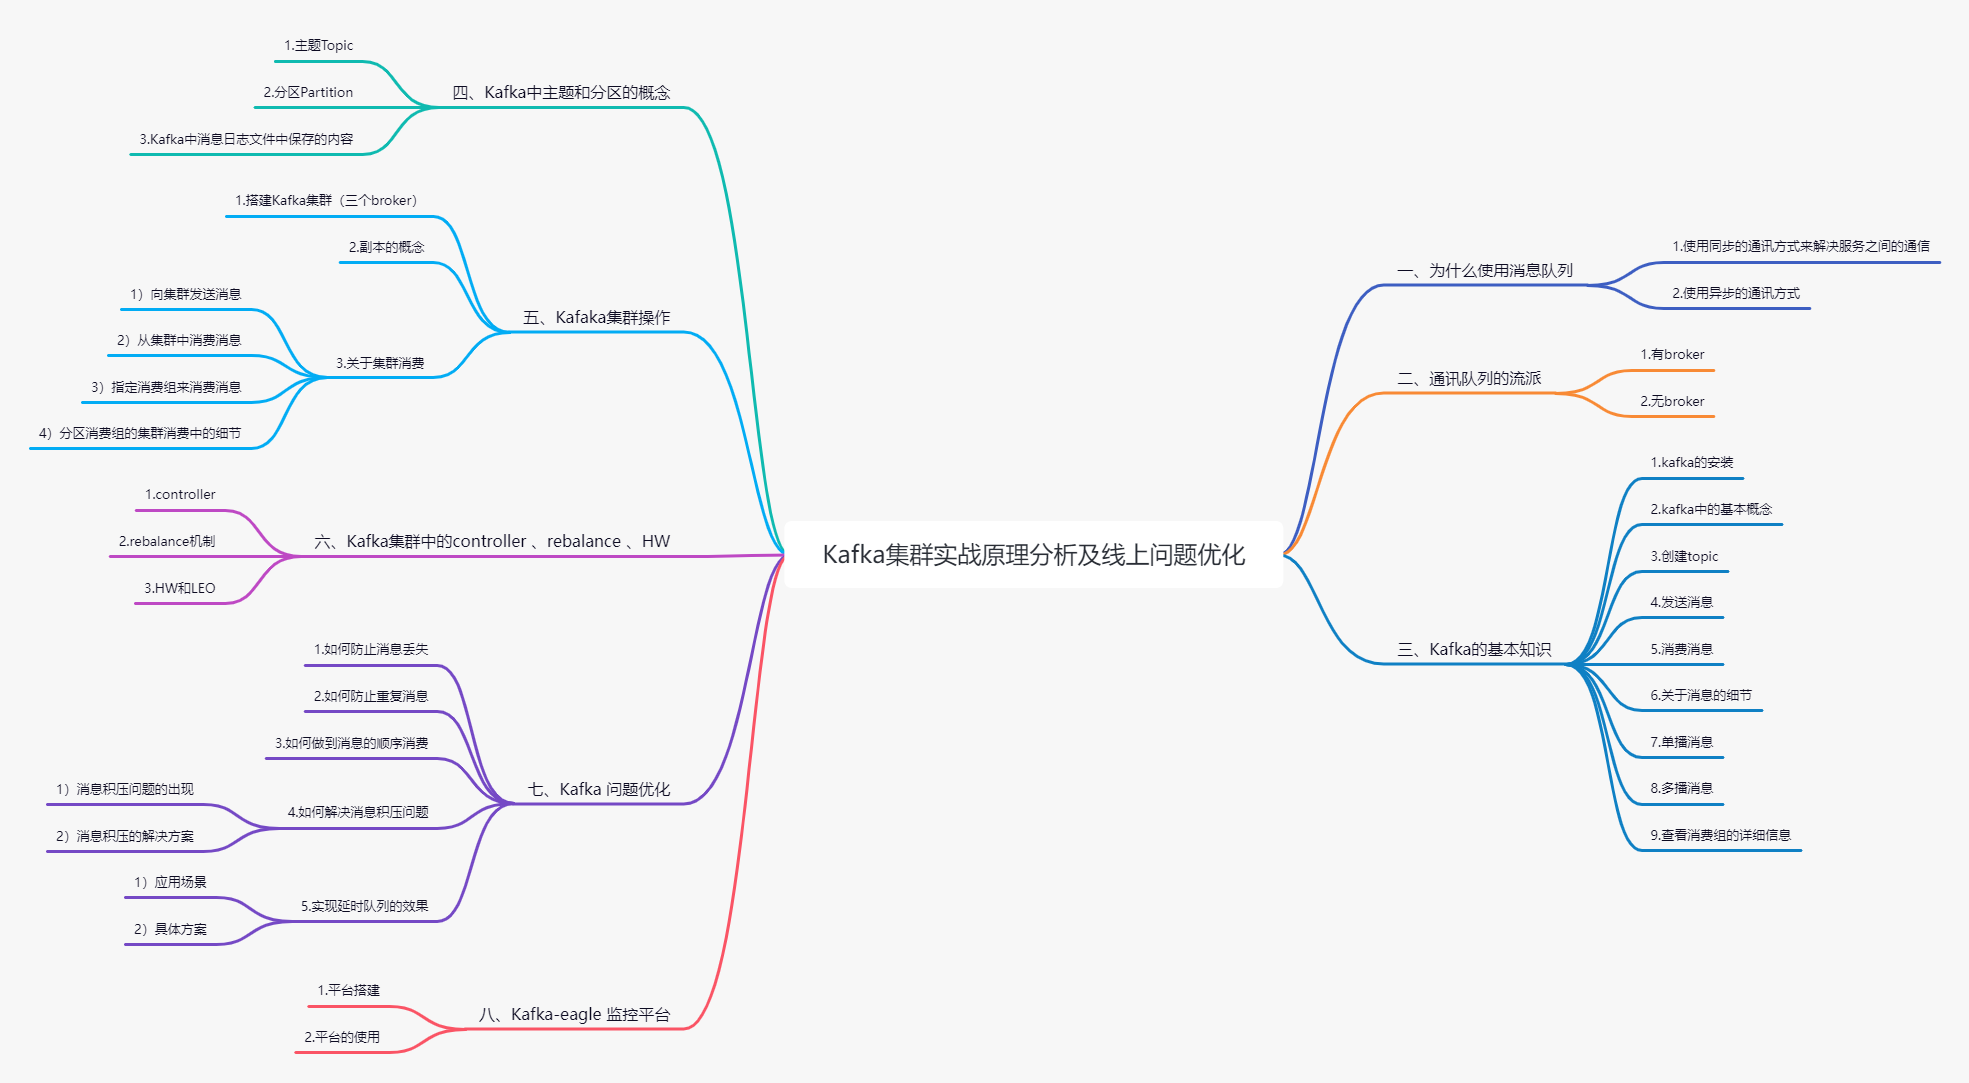 Kafka集群实战原理分析及线上问题优化
一、为什么使用消息队列
1.使用同步的通讯方式来解决服务之间的通信
2.使用异步的通讯方式
二、通讯队列的流派
1.有broker
2.无broker
三、Kafka的基本知识
1.kafka的安装
2.kafka中的基本概念
3.创建topic
4.发送消息
5.消费消息
6.关于消息的细节
7.单播消息
8.多播消息
9.查看消费组的详细信息
四、Kafka中主题和分区的概念
1.主题Topic
2.分区Partition
3.Kafka中消息日志文件中保存的内容
五、Kafaka集群操作
1.搭建Kafka集群（三个broker）
2.副本的概念
3.关于集群消费
1）向集群发送消息
2）从集群中消费消息
3）指定消费组来消费消息
4）分区消费组的集群消费中的细节
六、Kafka集群中的controller 、rebalance 、HW
1.controller
2.rebalance机制
3.HW和LEO
七、Kafka 问题优化
1.如何防止消息丢失
2.如何防止重复消息
3.如何做到消息的顺序消费
4.如何解决消息积压问题
1）消息积压问题的出现
2）消息积压的解决方案
5.实现延时队列的效果
1）应用场景
2）具体方案
八、Kafka-eagle 监控平台
1.平台搭建
2.平台的使用